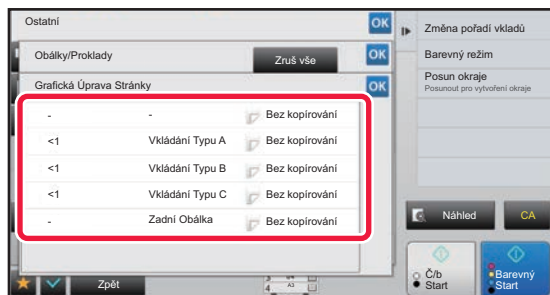 Ostatní
OK
Obálky/Proklady
Zruš vše
OK
Grafická Úprava Stránky
OK
- - Bez kopírování
<1 Vkládání Typu A Bez kopírování
<1 Vkládání Typu B Bez kopírování
<1 Vkládání Typu C Bez kopírování
- Zadní Obálka Bez kopírování
Změna pořadí vkladů
Barevný režim
Posun okraje
Posunout pro vytvoření okraje
Náhled
CA
Zpět
4 A3
Č/b
Start
Barevný
Start